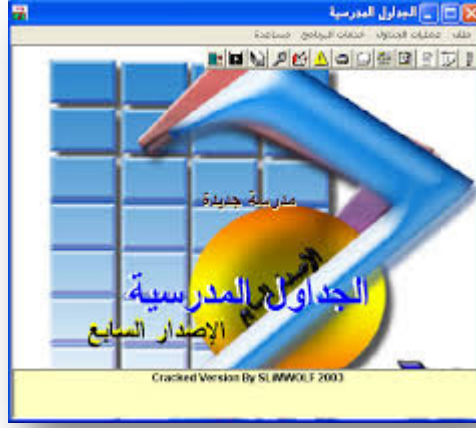 الجداول المدرسية
ملف عمليات الجداول خدمات البرنامج مساعدة
مدرسة جديدة
الجداول المدرسية
الإصدار السابع
Cracked Version By SLiMWOLF 2003